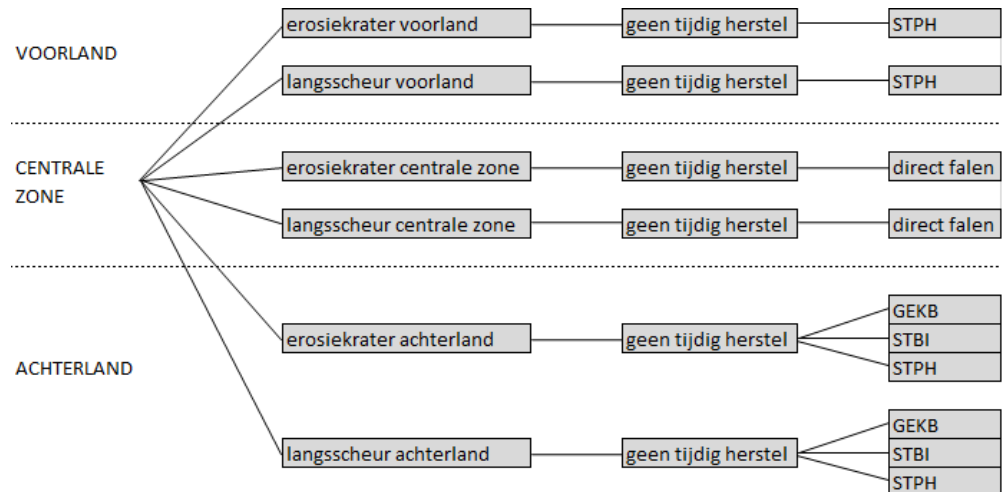 erosiekrater voorland geen tijdig herstel STPH
VOORLAND
langsscheur voorland geen tijdig herstel STPH
CENTRALE
ZONE
erosiekrater centrale zone geen tijdig herstel direct falen
langsscheur centrale zone geen tijdig herstel direct falen
GEKB
erosiekrater achterland geen tijdig herstel STBI
STPH
ACHTERLAND
GEKB
langsscheur achterland geen tijdig herstel STBI
STPH